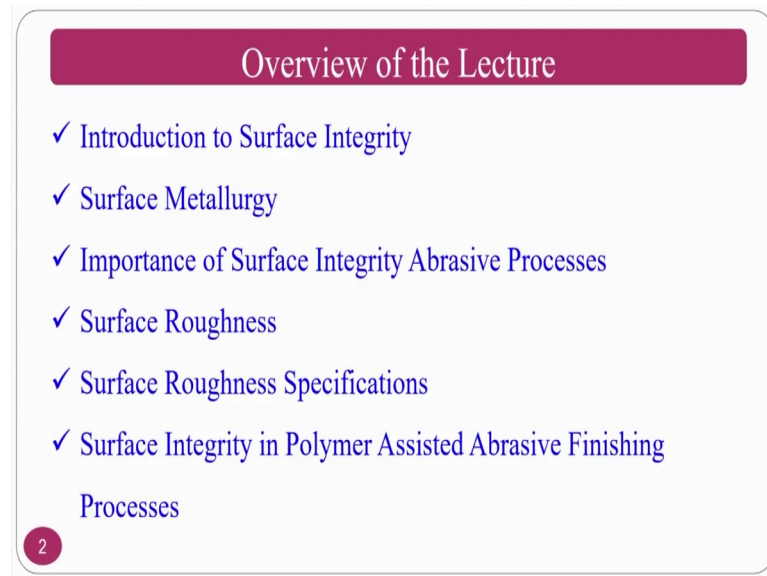 Overview of the Lecture
✓ Introduction to Surface Integrity
✓ Surface Metallurgy
✓ Importance of Surface Integrity Abrasive Processes
✓ Surface Roughness
✓ Surface Roughness Specifications
✓ Surface Integrity in Polymer Assisted Abrasive Finishing
Processes
2